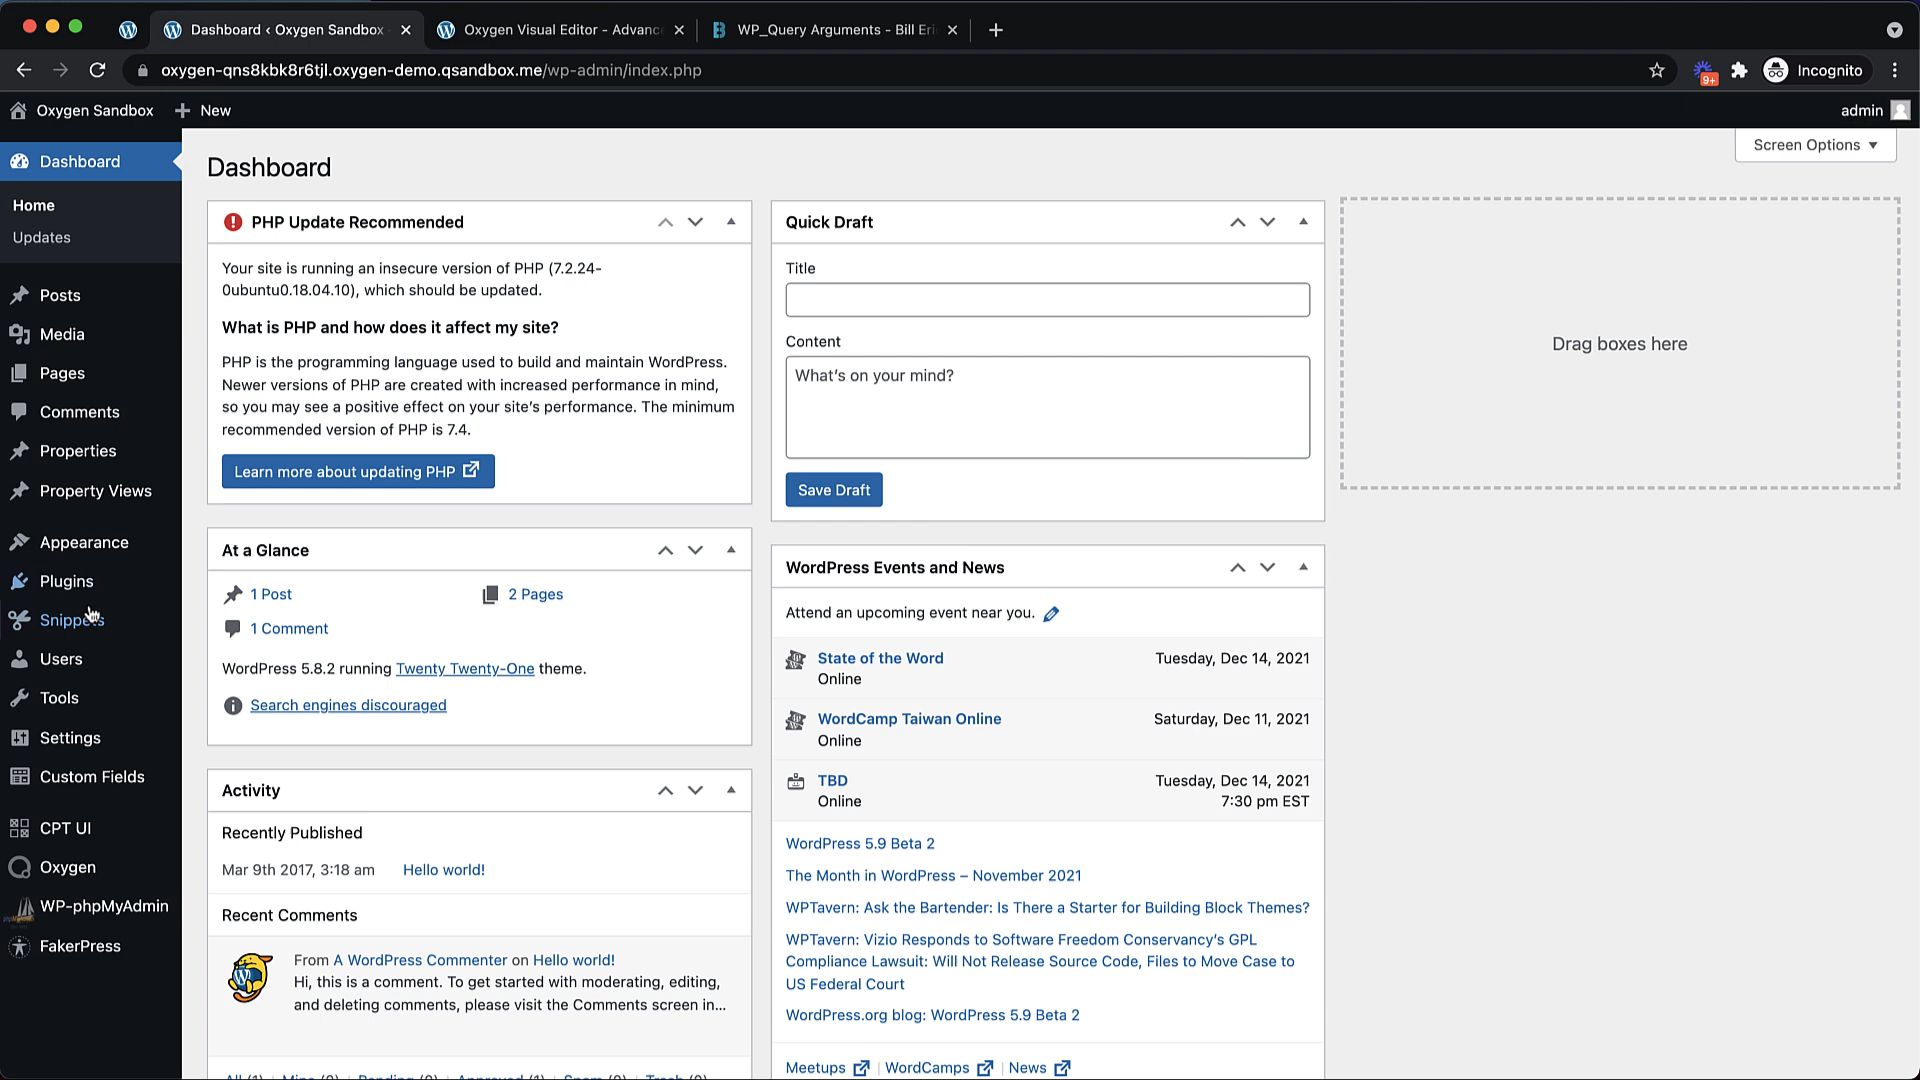 Dashboard ‹ Oxygen Sandbox
Oxygen Visual Editor - Advanc
WP_Query Arguments - Bill Eri
oxygen-qns8kbk8r6tjl.oxygen-demo.qsandbox.me/wp-admin/index.php
9+
Incognito
Oxygen Sandbox
New
admin
Dashboard
Home
Updates
Posts
Media
Pages
Comments
Properties
Property Views
Appearance
Plugins
Snippets
Users
Tools
Settings
Custom Fields
CPT UI
Oxygen
WP-phpMyAdmin
FakerPress
Screen Options
Dashboard
PHP Update Recommended
Your site is running an insecure version of PHP (7.2.24-
0ubuntu0.18.04.10), which should be updated.
What is PHP and how does it affect my site?
PHP is the programming language used to build and maintain WordPress.
Newer versions of PHP are created with increased performance in mind,
so you may see a positive effect on your site's performance. The minimum
recommended version of PHP is 7.4.
Learn more about updating PHP
At a Glance
1 Post
2 Pages
1 Comment
WordPress 5.8.2 running Twenty Twenty-One theme.
Search engines discouraged
Activity
Recently Published
Mar 9th 2017, 3:18 am Hello world!
Recent Comments
From A WordPress Commenter on Hello world!
Hi, this is a comment. To get started with moderating, editing,
and deleting comments, please visit the Comments screen in...
All (1) | Mine (0) | Pending (0) | Approved (1) | Spam (0) | Trash (0)
Quick Draft
Title
Content
What's on your mind?
Save Draft
WordPress Events and News
Attend an upcoming event near you.
State of the Word
Online
Tuesday, Dec 14, 2021
WordCamp Taiwan Online
Online
Saturday, Dec 11, 2021
TBD
Online
Tuesday, Dec 14, 2021
7:30 pm EST
WordPress 5.9 Beta 2
The Month in WordPress – November 2021
WPTavern: Ask the Bartender: Is There a Starter for Building Block Themes?
WPTavern: Vizio Responds to Software Freedom Conservancy's GPL
Compliance Lawsuit: Will Not Release Source Code, Files to Move Case to
US Federal Court
WordPress.org blog: WordPress 5.9 Beta 2
Meetups | WordCamps | News
Drag boxes here